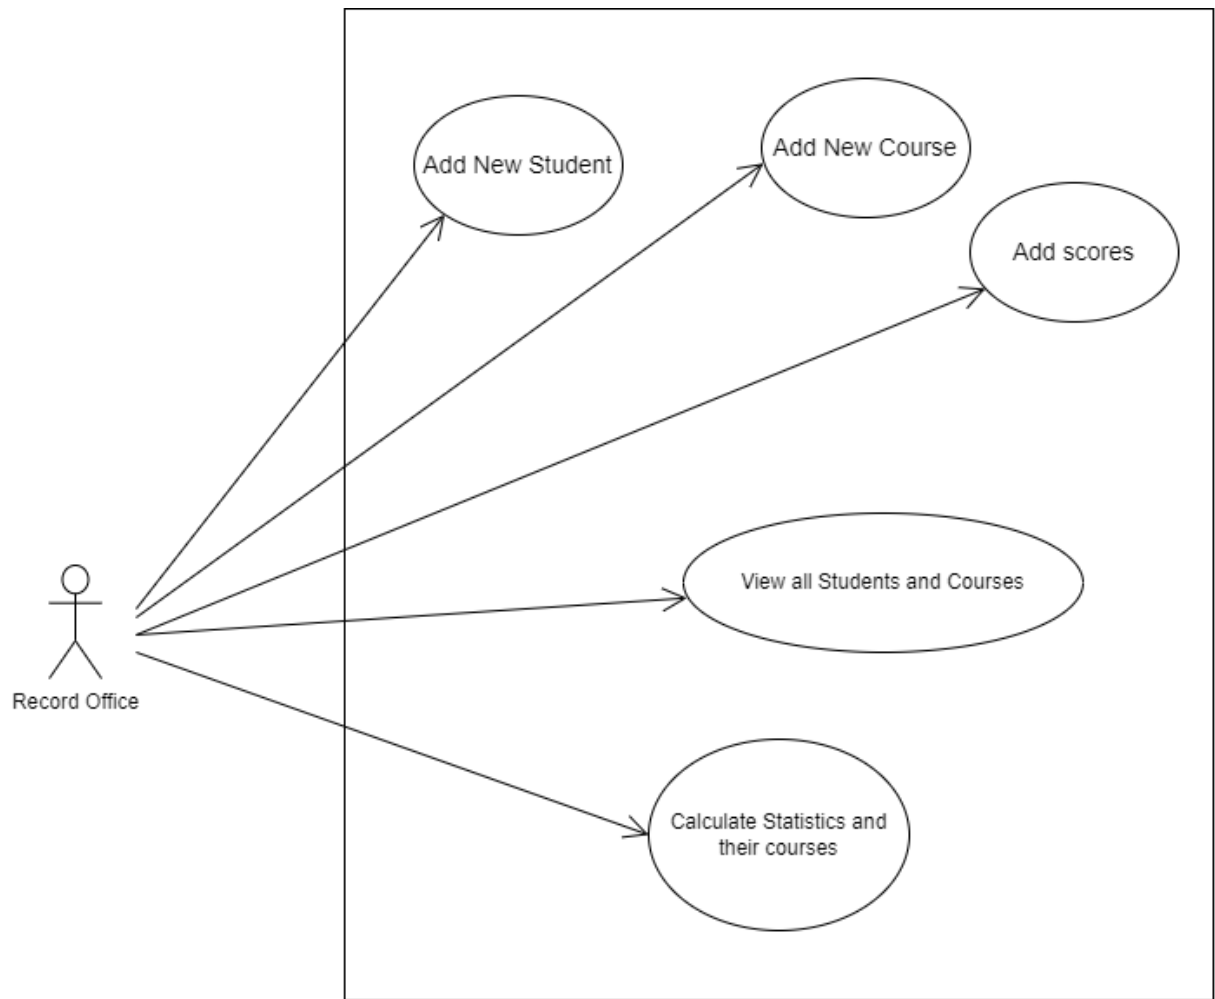 Add New Student
Add New Course
Add scores
View all Students and Courses
Record Office
Calculate Statistics and
their courses